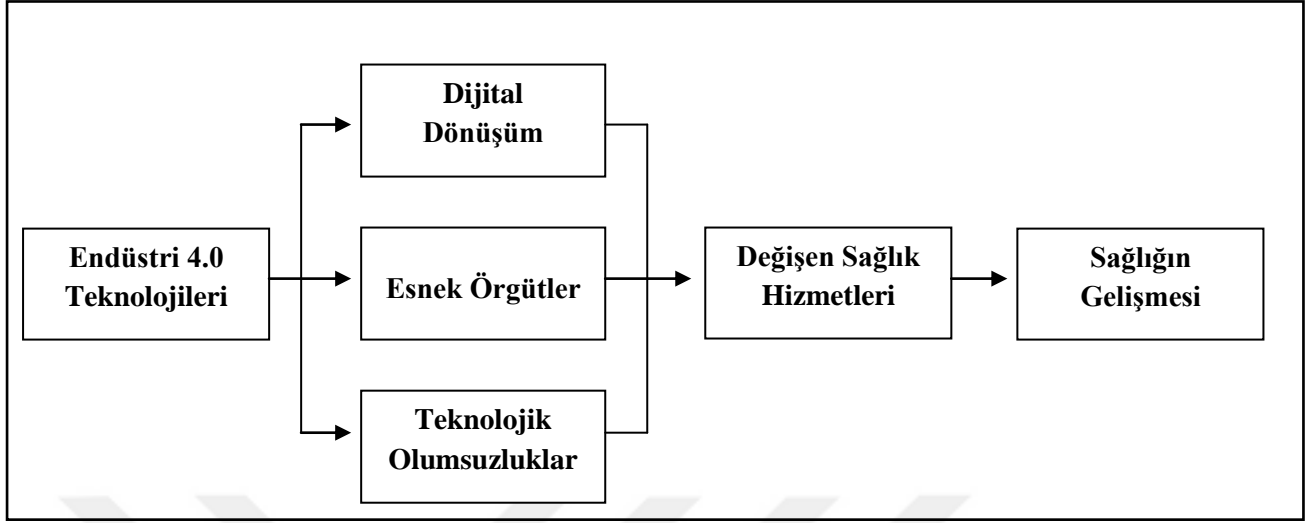 Dijital
Dönüşüm
Endüstri 4.0
Teknolojileri
Esnek Örgütler
Değişen Sağlık
Hizmetleri
Sağlığın
Gelişmesi
Teknolojik
Olumsuzluklar